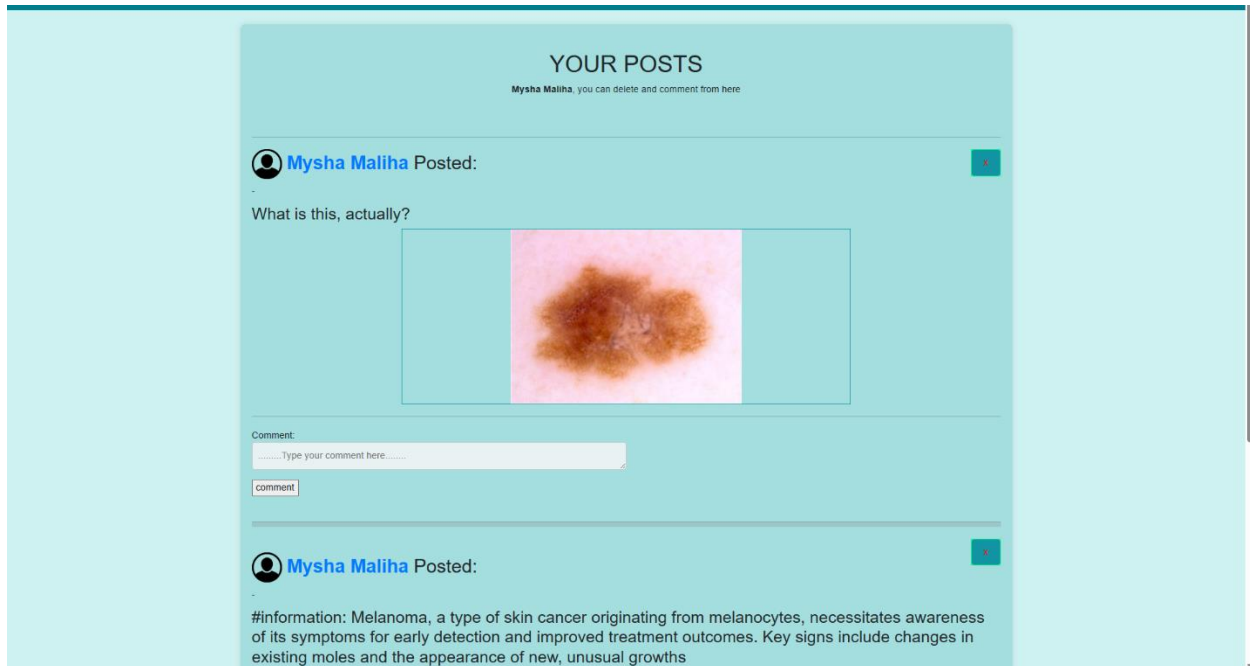 YOUR POSTS
Mysha Maliha, you can delete and comment from here
Mysha Maliha Posted:
x
-
What is this, actually?
Comment:
........Type your comment here.......
comment
Mysha Maliha Posted:
x
-
#information: Melanoma, a type of skin cancer originating from melanocytes, necessitates awareness
of its symptoms for early detection and improved treatment outcomes. Key signs include changes in
existing moles and the appearance of new, unusual growths